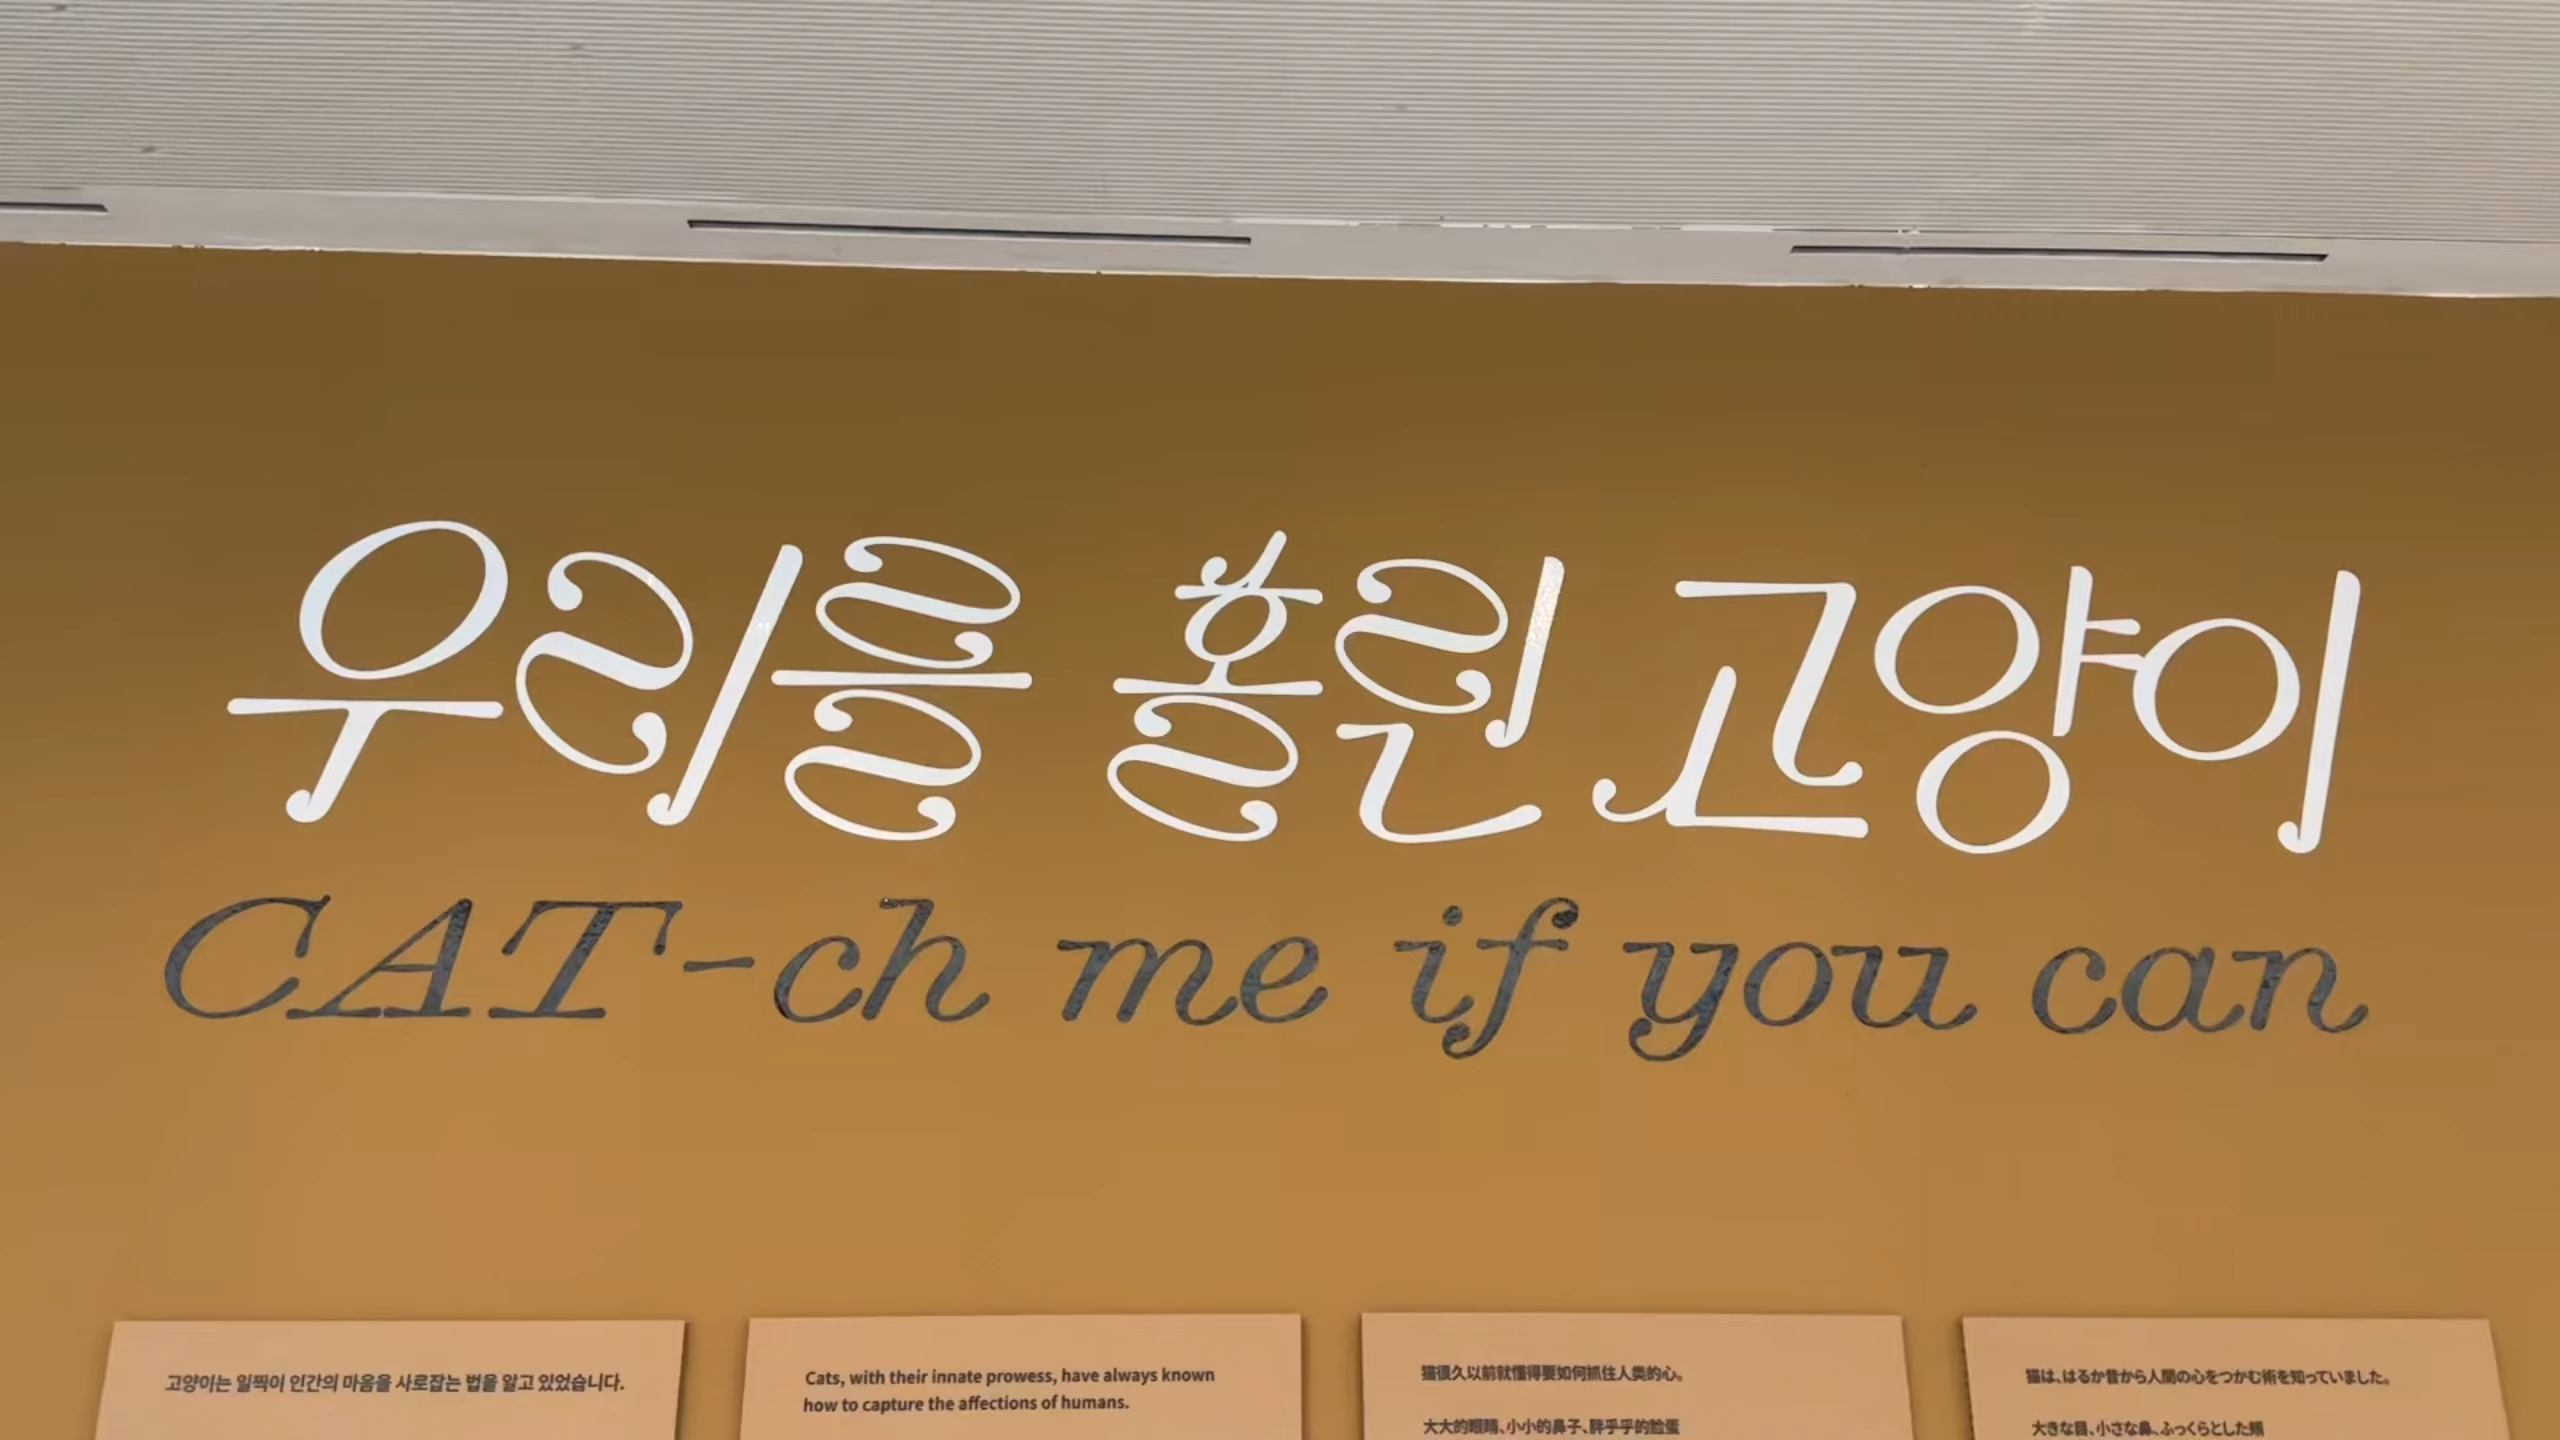 우리를 홀린 고양이
CAT-ch me if you can
고양이는 일찍이 인간의 마음을 사로잡는 법을 알고 있었습니다.
Cats, with their innate prowess, have always known
how to capture the affections of humans.
猫很久以前就懂得要如何抓住人类的心。
大大的眼睛、小小的鼻子、胖乎乎的脸蛋
猫は、はるか昔から人間の心をつかむ術を知っていました。
大きな目、小さな鼻、ふっくらとした頬